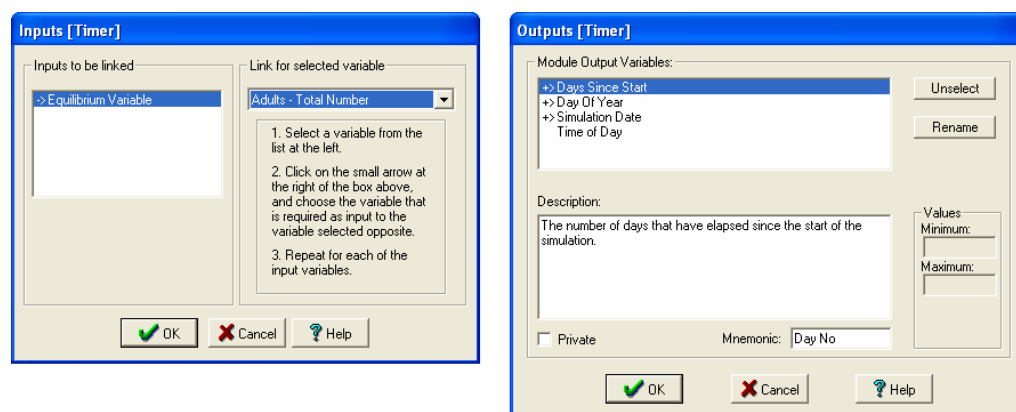 Inputs [Timer]
Inputs to be linked
-> Equilibrium Variable
Link for selected variable
Adults - Total Number
1. Select a variable from the
list at the left.
2. Click on the small arrow at
the right of the box above,
and choose the variable that
is required as input to the
variable selected opposite.
3. Repeat for each of the
input variables.
OK
Cancel
Help
Outputs [Timer]
Module Output Variables:
+> Days Since Start
+> Day Of Year
+> Simulation Date
Time of Day
Unselect
Rename
Description:
The number of days that have elapsed since the start of the
simulation.
Values
Minimum:
Maximum:
Private
Mnemonic: Day No
OK
Cancel
Help